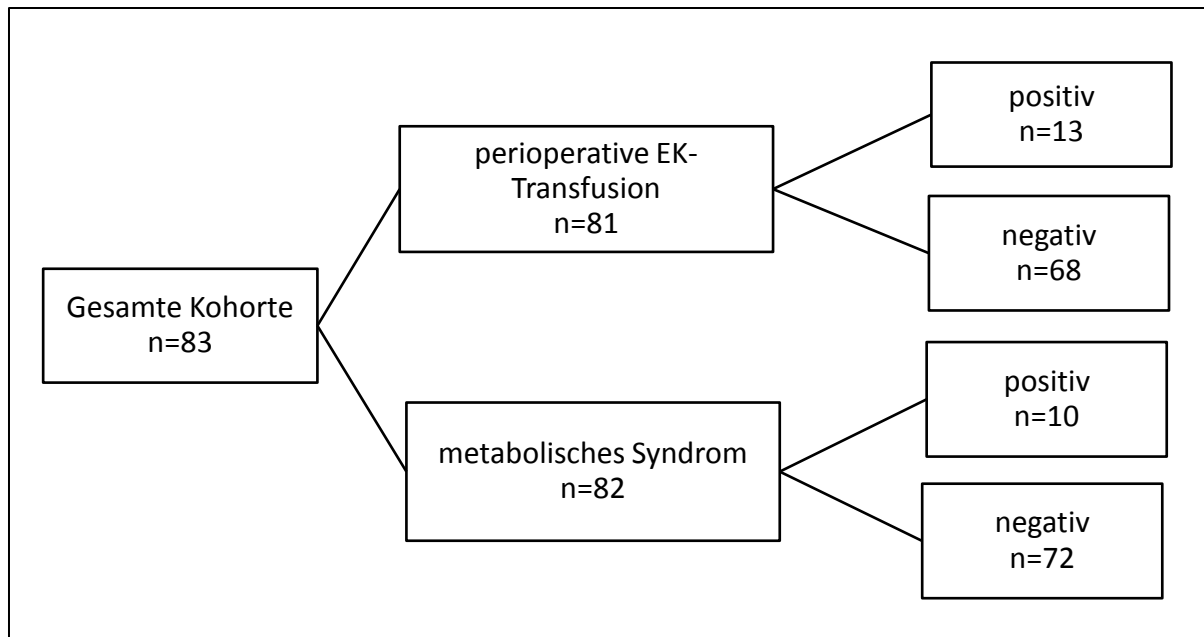 Gesamte Kohorte
n=83
perioperative EK-
Transfusion
n=81
positiv
n=13
negativ
n=68
metabolisches Syndrom
n=82
positiv
n=10
negativ
n=72